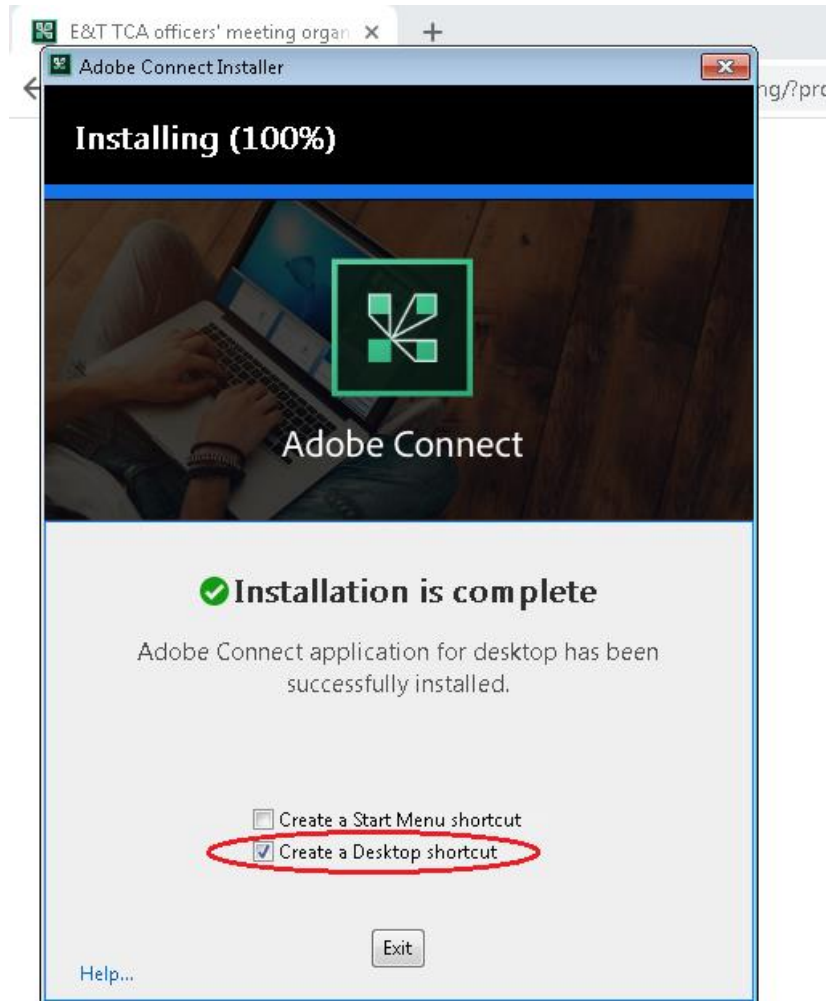 E&T TCA officers' meeting organ
Adobe Connect Installer
ng/?pro
Installing (100%)
Adobe Connect
Installation is complete
Adobe Connect application for desktop has been
successfully installed.
Create a Start Menu shortcut
Create a Desktop shortcut
Exit
Help...